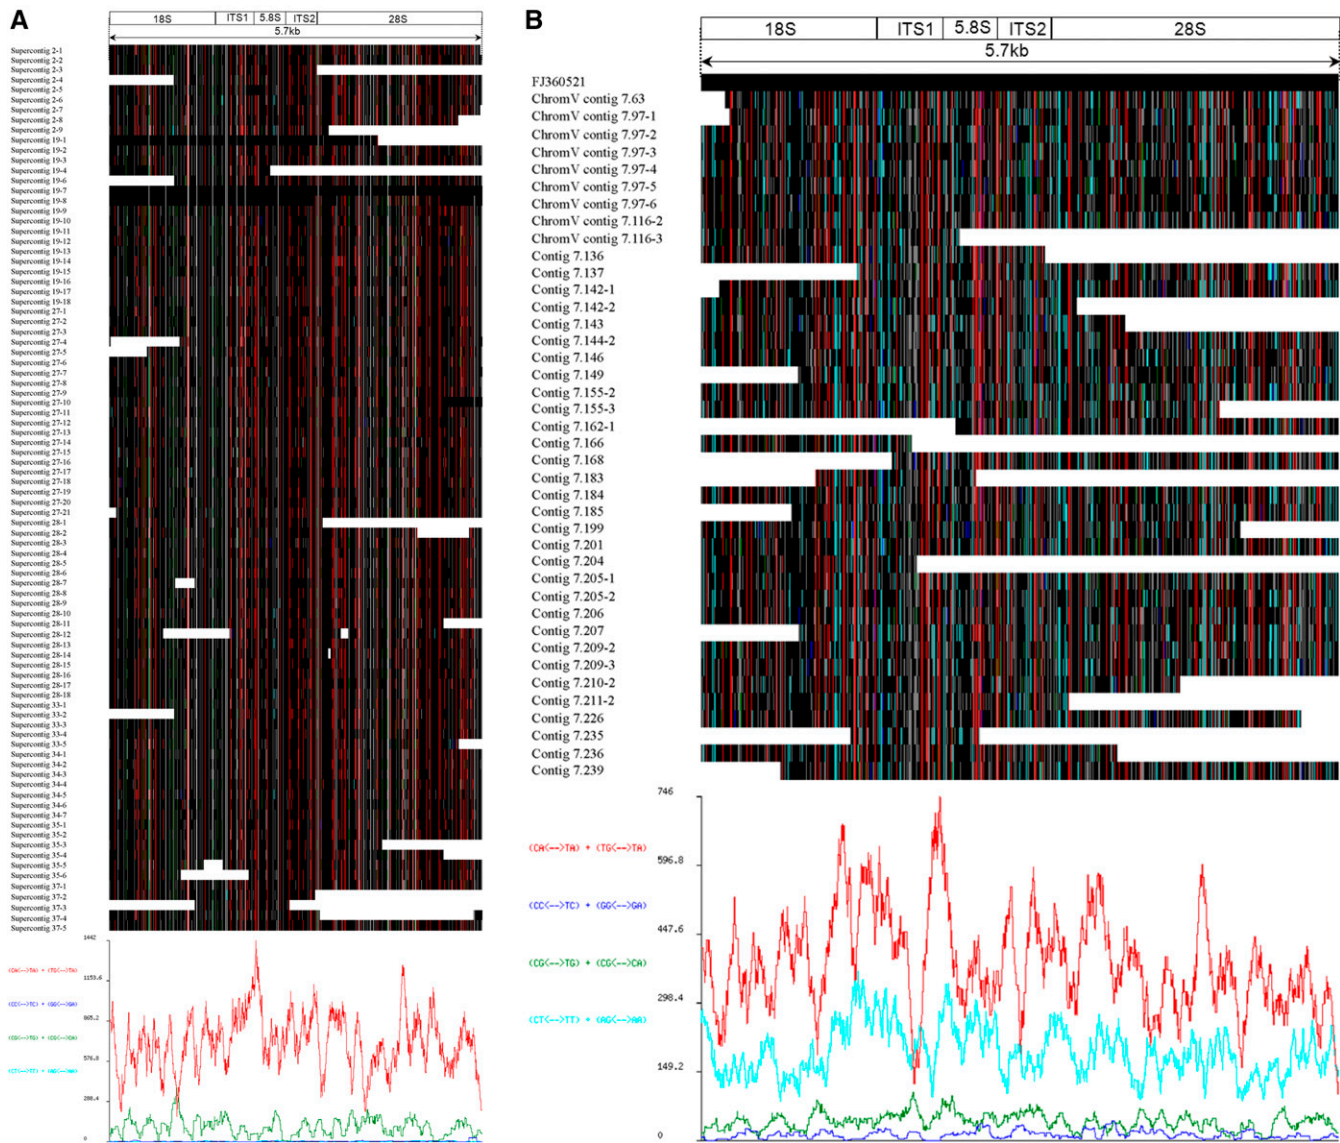 A
18S
ITS1
5.8S
ITS2
28S
5.7kb
Supercontig 2-1
Supercontig 2-2
Supercontig 2-3
Supercontig 2-4
Supercontig 2-5
Supercontig 2-6
Supercontig 2-7
Supercontig 2-8
Supercontig 2-9
Supercontig 19-1
Supercontig 19-2
Supercontig 19-3
Supercontig 19-4
Supercontig 19-6
Supercontig 19-7
Supercontig 19-8
Supercontig 19-9
Supercontig 19-10
Supercontig 19-11
Supercontig 19-12
Supercontig 19-13
Supercontig 19-14
Supercontig 19-15
Supercontig 19-16
Supercontig 19-17
Supercontig 19-18
Supercontig 27-1
Supercontig 27-2
Supercontig 27-3
Supercontig 27-4
Supercontig 27-5
Supercontig 27-6
Supercontig 27-7
Supercontig 27-8
Supercontig 27-9
Supercontig 27-10
Supercontig 27-11
Supercontig 27-12
Supercontig 27-13
Supercontig 27-14
Supercontig 27-15
Supercontig 27-16
Supercontig 27-17
Supercontig 27-18
Supercontig 27-19
Supercontig 27-20
Supercontig 27-21
Supercontig 28-1
Supercontig 28-2
Supercontig 28-3
Supercontig 28-4
Supercontig 28-5
Supercontig 28-6
Supercontig 28-7
Supercontig 28-8
Supercontig 28-9
Supercontig 28-10
Supercontig 28-11
Supercontig 28-12
Supercontig 28-13
Supercontig 28-14
Supercontig 28-15
Supercontig 28-16
Supercontig 28-17
Supercontig 28-18
Supercontig 33-1
Supercontig 33-2
Supercontig 33-3
Supercontig 33-4
Supercontig 33-5
Supercontig 34-1
Supercontig 34-2
Supercontig 34-3
Supercontig 34-4
Supercontig 34-5
Supercontig 34-6
Supercontig 34-7
Supercontig 35-1
Supercontig 35-2
Supercontig 35-3
Supercontig 35-4
Supercontig 35-5
Supercontig 35-6
Supercontig 37-1
Supercontig 37-2
Supercontig 37-3
Supercontig 37-4
Supercontig 37-5
1442
1153.6
865.2
576.8
288.4
0
(CA<-->TA) + (TG<-->TA)
(CC<-->TC) + (GG<-->GA)
(CG<-->TG) + (CG<-->CA)
(CT<-->TT) + (AG<-->AA)
B
18S
ITS1
5.8S
ITS2
28S
5.7kb
FJ360521
ChromV contig 7.63
ChromV contig 7.97-1
ChromV contig 7.97-2
ChromV contig 7.97-3
ChromV contig 7.97-4
ChromV contig 7.97-5
ChromV contig 7.97-6
ChromV contig 7.116-2
ChromV contig 7.116-3
Contig 7.136
Contig 7.137
Contig 7.142-1
Contig 7.142-2
Contig 7.143
Contig 7.144-2
Contig 7.146
Contig 7.149
Contig 7.155-2
Contig 7.155-3
Contig 7.162-1
Contig 7.166
Contig 7.168
Contig 7.183
Contig 7.184
Contig 7.185
Contig 7.199
Contig 7.201
Contig 7.204
Contig 7.205-1
Contig 7.205-2
Contig 7.206
Contig 7.207
Contig 7.209-2
Contig 7.209-3
Contig 7.210-2
Contig 7.211-2
Contig 7.226
Contig 7.235
Contig 7.236
Contig 7.239
746
596.8
447.6
298.4
149.2
0
(CA<-->TA) + (TG<-->TA)
(CC<-->TC) + (GG<-->GA)
(CG<-->TG) + (CG<-->CA)
(CT<-->TT) + (AG<-->AA)